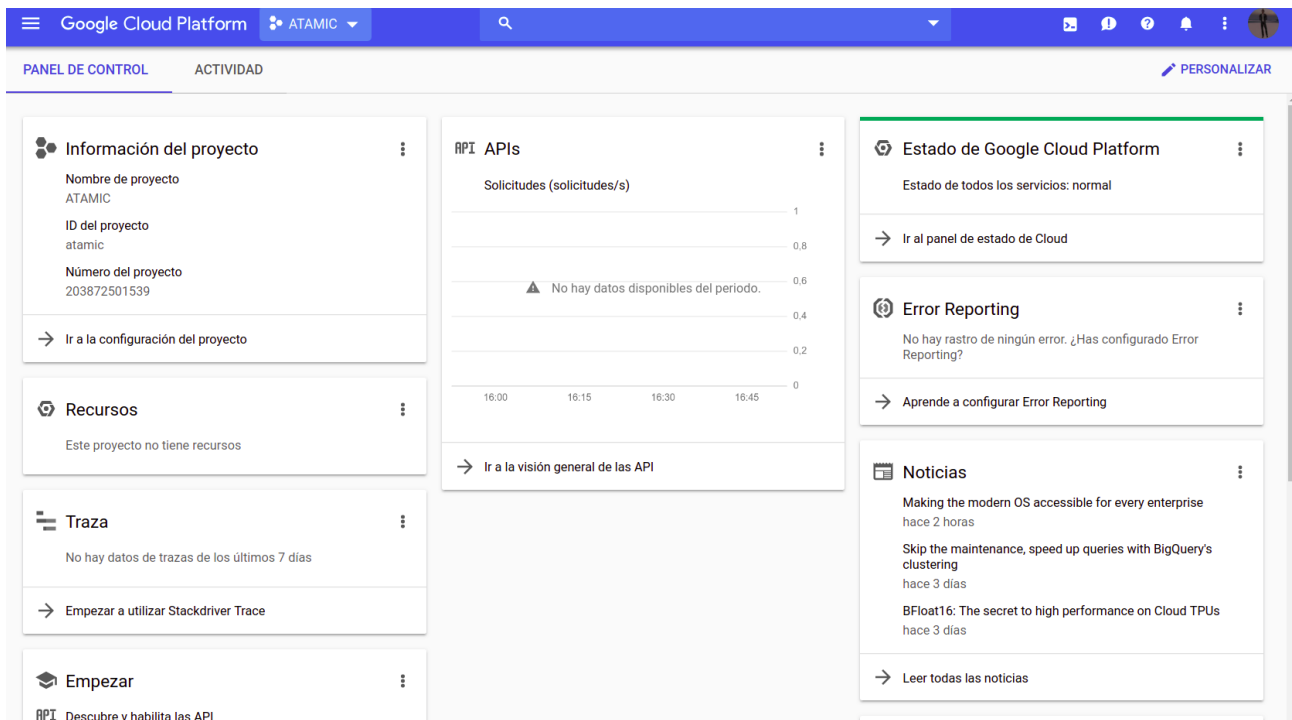 Google Cloud Platform
ATAMIC
PANEL DE CONTROL
ACTIVIDAD
PERSONALIZAR
Información del proyecto
Nombre de proyecto
ATAMIC
ID del proyecto
atamic
Número del proyecto
203872501539
Ir a la configuración del proyecto
Recursos
Este proyecto no tiene recursos
Traza
No hay datos de trazas de los últimos 7 días
Empezar a utilizar Stackdriver Trace
Empezar
API Descubre y habilita las API
API APIs
Solicitudes (solicitudes/s)
1
0,8
0,6
No hay datos disponibles del periodo.
0,4
0,2
0
16:00 16:15 16:30 16:45
Ir a la visión general de las API
Estado de Google Cloud Platform
Estado de todos los servicios: normal
Ir al panel de estado de Cloud
Error Reporting
No hay rastro de ningún error. ¿Has configurado Error
Reporting?
Aprende a configurar Error Reporting
Noticias
Making the modern OS accessible for every enterprise
hace 2 horas
Skip the maintenance, speed up queries with BigQuery's
clustering
hace 3 días
BFloat16: The secret to high performance on Cloud TPUs
hace 3 días
Leer todas las noticias